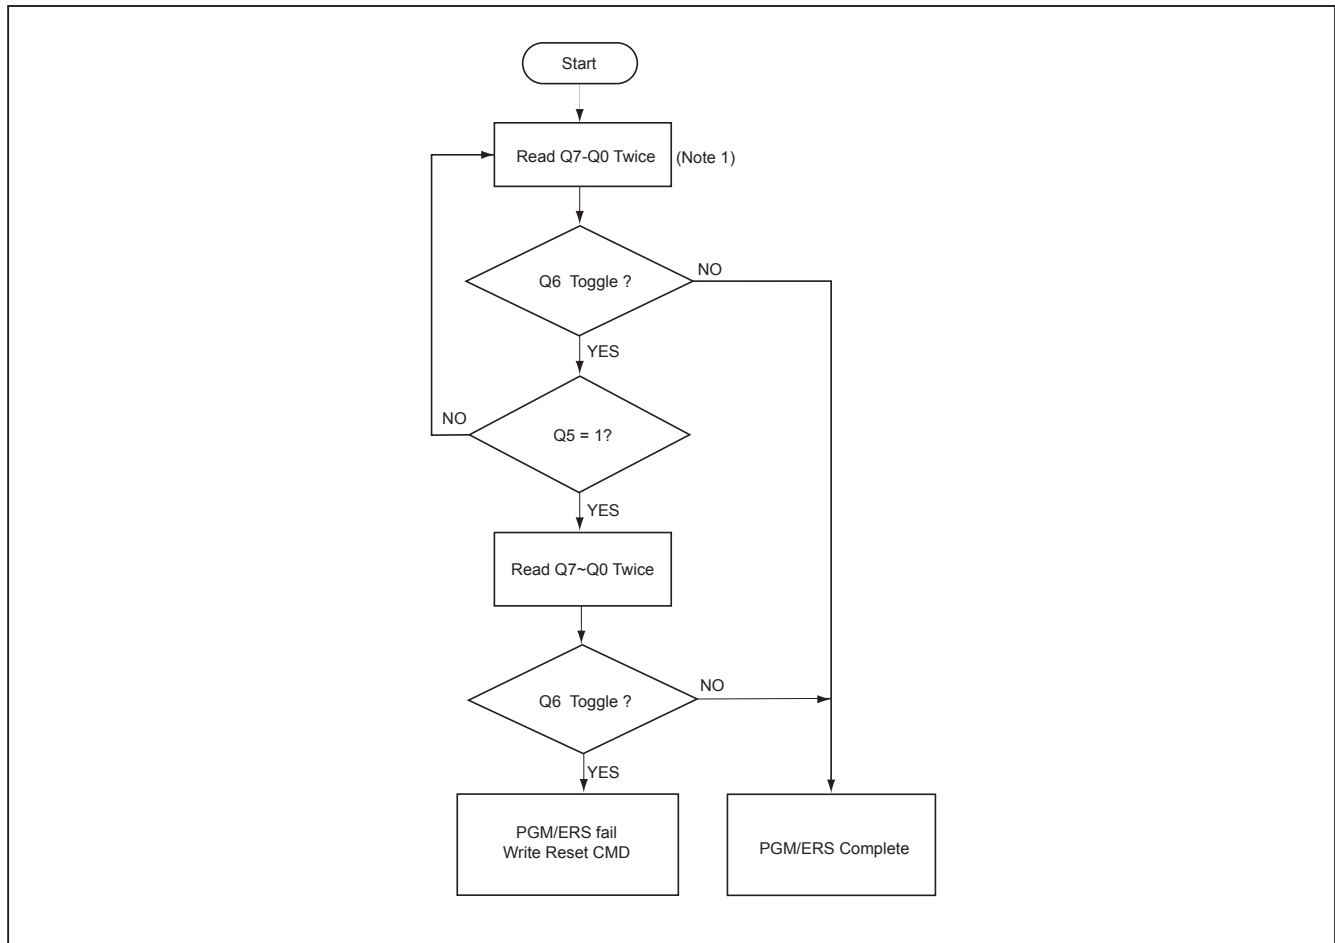 Start
Read Q7-Q0 Twice
(Note 1)
Q6 Toggle ?
NO
YES
NO
Q5 = 1?
YES
Read Q7~Q0 Twice
Q6 Toggle ?
NO
YES
PGM/ERS fail
Write Reset CMD
PGM/ERS Complete